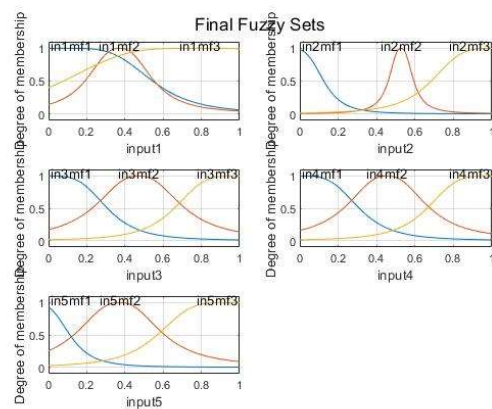 Final Fuzzy Sets
Degree of membership
in1mf1 in1mf2 in1mf3
1
0.5
0
0 0.2 0.4 0.6 0.8 1
input1
Degree of membership
in2mf1 in2mf2 in2mf3
1
0.5
0
0 0.2 0.4 0.6 0.8 1
input2
Degree of membership
in3mf1 in3mf2 in3mf3
1
0.5
0
0 0.2 0.4 0.6 0.8 1
input3
Degree of membership
in4mf1 in4mf2 in4mf3
1
0.5
0
0 0.2 0.4 0.6 0.8 1
input4
Degree of membership
in5mf1 in5mf2 in5mf3
1
0.5
0
0 0.2 0.4 0.6 0.8 1
input5